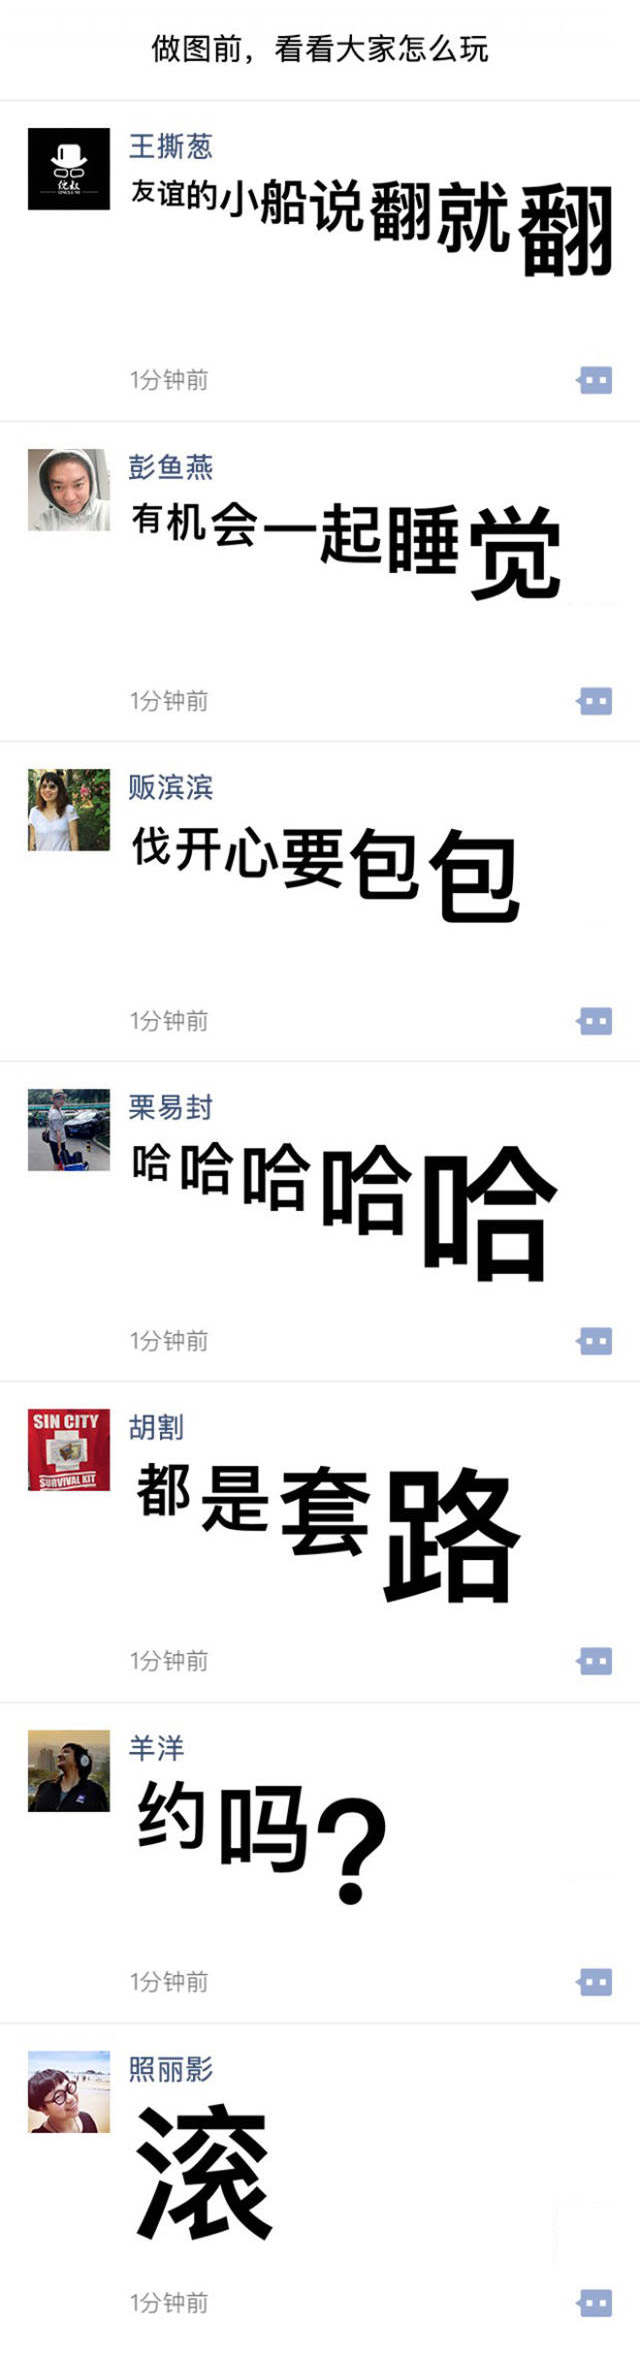 做图前，看看大家怎么玩
王撕葱
友谊的小船说翻就翻
1分钟前
彭鱼燕
有机会一起睡觉
1分钟前
贩滨滨
伐开心要包包
1分钟前
栗易封
哈哈哈哈哈
1分钟前
SIN CITY
SURVIVAL KIT
胡割
都是套路
1分钟前
羊洋
约吗?
1分钟前
照丽影
滚
1分钟前